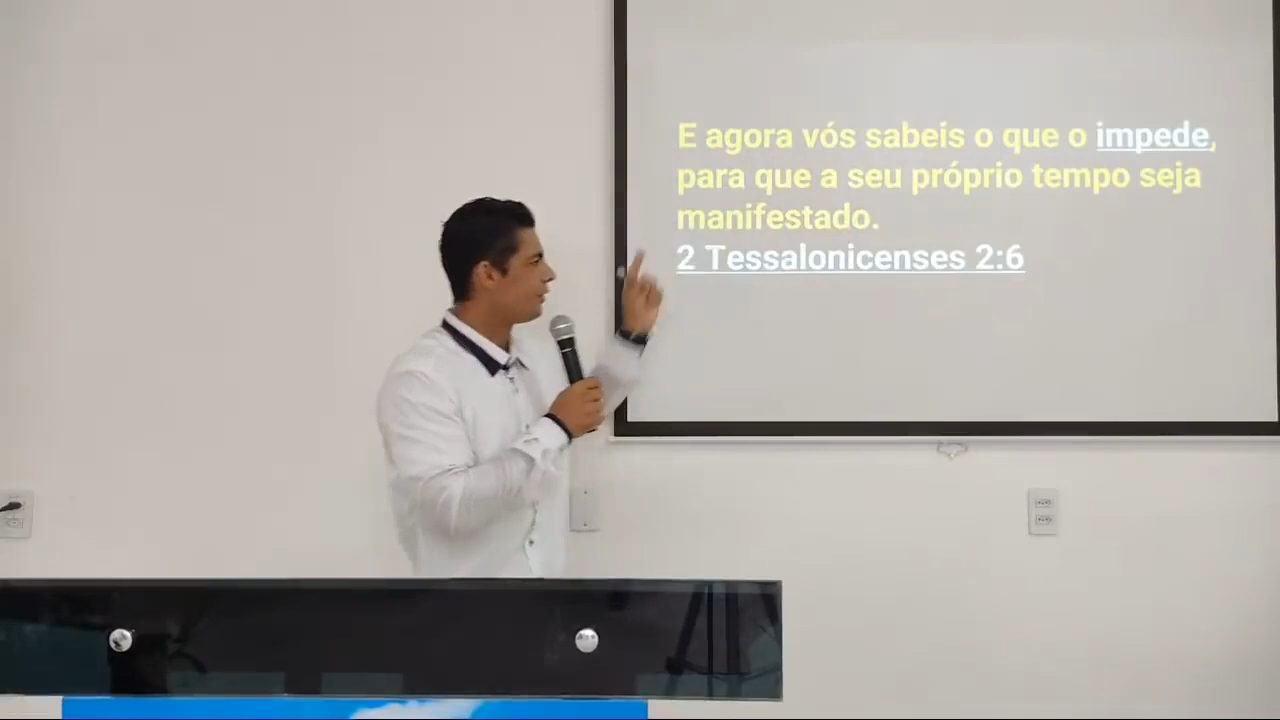 E agora vós sabeis o que o impede,
para que a seu próprio tempo seja
manifestado.
2 Tessalonicenses 2:6